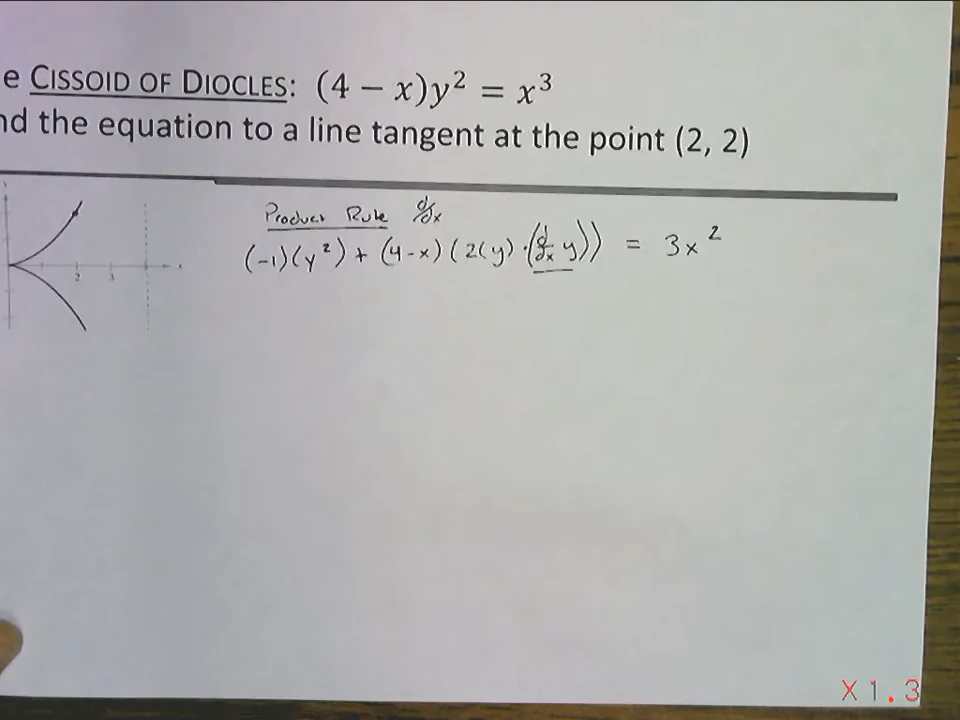 e CISSOID OF DIOCLES: (4 − x)y² = x³
nd the equation to a line tangent at the point (2, 2)
Product Rule d/dx
(-1)(y²) + (4-x)(2(y)·(d/dx y)) = 3x²
2 3
X1.3